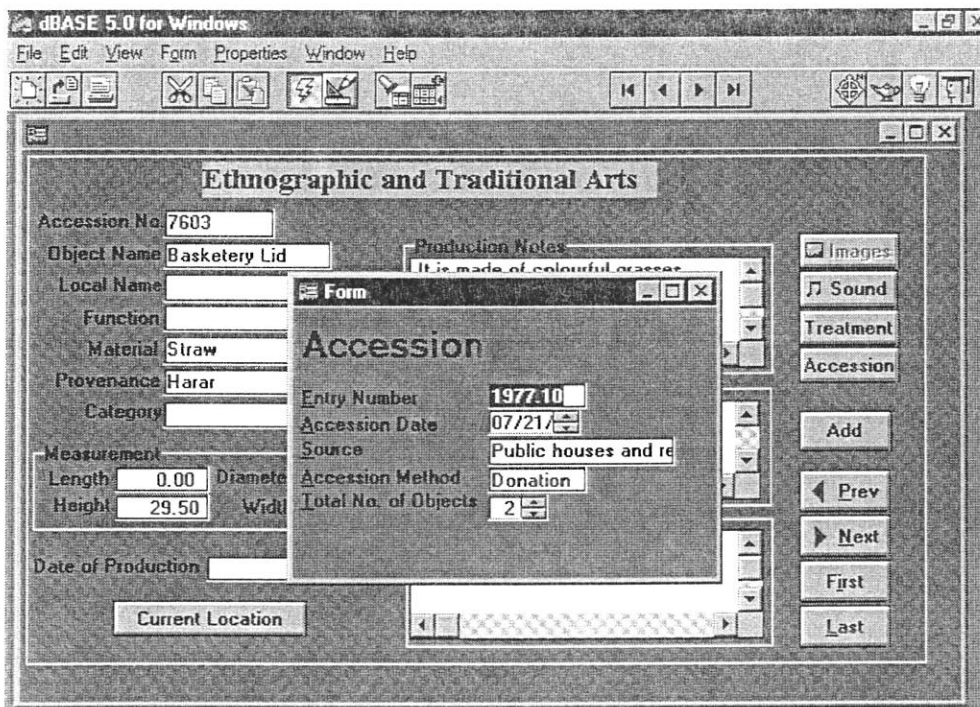 dBASE 5.0 for Windows
File Edit View Form Properties Window Help
Ethnographic and Traditional Arts
Accession No. 7603
Object Name Basketery Lid
Local Name
Function
Material Straw
Provenance Harar
Category
Measurement
Length 0.00 Diamete
Height 29.50 Width
Date of Production
Current Location
Production Notes
It is made of colourful grasses
Form
Accession
Entry Number 1977.10
Accession Date 07/21/
Source Public houses and re
Accession Method Donation
Total No. of Objects 2
Images
Sound
Treatment
Accession
Add
Prev
Next
First
Last